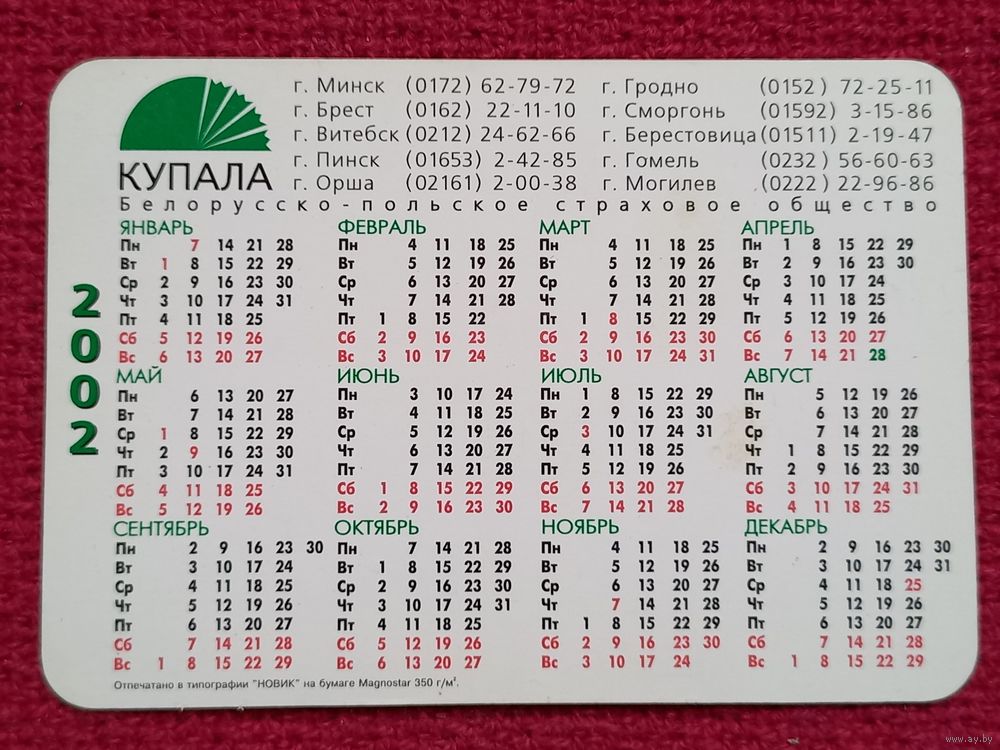 г. Минск (0172) 62-79-72 г. Гродно (0152) 72-25-11
г. Брест (0162) 22-11-10 г. Сморгонь (01592) 3-15-86
г. Витебск (0212) 24-62-66 г. Берестовица (01511) 2-19-47
г. Пинск (01653) 2-42-85 г. Гомель (0232) 56-60-63
г. Орша (02161) 2-00-38 г. Могилев (0222) 22-96-86
КУПАЛА
Белорусско-польское страховое общество
2002
ЯНВАРЬ ФЕВРАЛЬ МАРТ АПРЕЛЬ
Пн 7 14 21 28 Пн 4 11 18 25 Пн 4 11 18 25 Пн 1 8 15 22 29
Вт 1 8 15 22 29 Вт 5 12 19 26 Вт 5 12 19 26 Вт 2 9 16 23 30
Ср 2 9 16 23 30 Ср 6 13 20 27 Ср 6 13 20 27 Ср 3 10 17 24
Чт 3 10 17 24 31 Чт 7 14 21 28 Чт 7 14 21 28 Чт 4 11 18 25
Пт 4 11 18 25 Пт 1 8 15 22 Пт 1 8 15 22 29 Пт 5 12 19 26
Сб 5 12 19 26 Сб 2 9 16 23 Сб 2 9 16 23 30 Сб 6 13 20 27
Вс 6 13 20 27 Вс 3 10 17 24 Вс 3 10 17 24 31 Вс 7 14 21 28
МАЙ ИЮНЬ ИЮЛЬ АВГУСТ
Пн 6 13 20 27 Пн 3 10 17 24 Пн 1 8 15 22 29 Пн 5 12 19 26
Вт 7 14 21 28 Вт 4 11 18 25 Вт 2 9 16 23 30 Вт 6 13 20 27
Ср 1 8 15 22 29 Ср 5 12 19 26 Ср 3 10 17 24 31 Ср 7 14 21 28
Чт 2 9 16 23 30 Чт 6 13 20 27 Чт 4 11 18 25 Чт 1 8 15 22 29
Пт 3 10 17 24 31 Пт 7 14 21 28 Пт 5 12 19 26 Пт 2 9 16 23 30
Сб 4 11 18 25 Сб 1 8 15 22 29 Сб 6 13 20 27 Сб 3 10 17 24 31
Вс 5 12 19 26 Вс 2 9 16 23 30 Вс 7 14 21 28 Вс 4 11 18 25
СЕНТЯБРЬ ОКТЯБРЬ НОЯБРЬ ДЕКАБРЬ
Пн 2 9 16 23 30 Пн 7 14 21 28 Пн 4 11 18 25 Пн 2 9 16 23 30
Вт 3 10 17 24 Вт 1 8 15 22 29 Вт 5 12 19 26 Вт 3 10 17 24 31
Ср 4 11 18 25 Ср 2 9 16 23 30 Ср 6 13 20 27 Ср 4 11 18 25
Чт 5 12 19 26 Чт 3 10 17 24 31 Чт 7 14 21 28 Чт 5 12 19 26
Пт 6 13 20 27 Пт 4 11 18 25 Пт 1 8 15 22 29 Пт 6 13 20 27
Сб 7 14 21 28 Сб 5 12 19 26 Сб 2 9 16 23 30 Сб 7 14 21 28
Вс 1 8 15 22 29 Вс 6 13 20 27 Вс 3 10 17 24 Вс 1 8 15 22 29
Отпечатано в типографии "НОВИК" на бумаге Magnostar 350 г/м².
www.ay.by